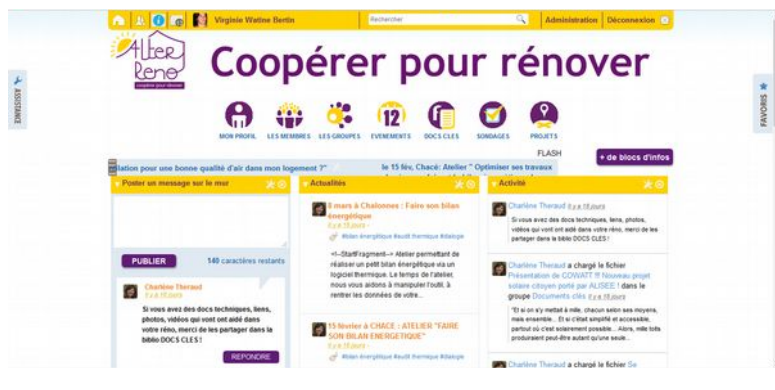 Virginie Watine Bertin
Rechercher
Administration
Déconnexion
AlterReno
coopérer pour rénover
Coopérer pour rénover
ASSISTANCE
FAVORIS
12
MON PROFIL
LES MEMBRES
LES GROUPES
EVENEMENTS
DOCS CLES
SONDAGES
PROJETS
FLASH
+ de blocs d'infos
lation pour une bonne qualité d'air dans mon logement ?"
le 15 fév, Chacé: Atelier " Optimiser ses travaux
Poster un message sur le mur
PUBLIER
140 caractères restants
Charlène Theraud
Il y a 18 jours
Si vous avez des docs techniques, liens,
photos, vidéos qui vont ont aidé dans
votre réno, merci de les partager dans la
biblio DOCS CLES !
REPONDRE
Actualités
8 mars à Chalonnes : Faire son bilan
énergétique
Il y a 15 jours -
#bilan énergétique #audit thermique #dialogie
<!--StartFragment--> Atelier permettant de
réaliser un petit bilan énergétique via un
logiciel thermique. Le temps de l'atelier,
nous vous aidons à manipuler l'outil, à
rentrer les données de votre...
15 février à CHACE : ATELIER "FAIRE
SON BILAN ENERGETIQUE"
Il y a 15 jours -
#bilan énergétique #audit thermique #dialogie
Activité
Charlène Theraud il y a 18 jours
Si vous avez des docs techniques, liens, photos,
vidéos qui vont ont aidé dans votre réno, merci de les
partager dans la biblio DOCS CLES !
Charlène Theraud a chargé le fichier
Présentation de COWATT !!! Nouveau projet
solaire citoyen porté par ALISEE ! dans le
groupe Documents clés il y a 18 jours
"Et si on s'y mettait à mille, chacun selon ses moyens,
mais ensemble... Et si c'était simplifié et accessible,
partout où c'est solairement possible... Alors, mille toits
produiraient peut-être autant qu'une seule...
Charlène Theraud a chargé le fichier Se